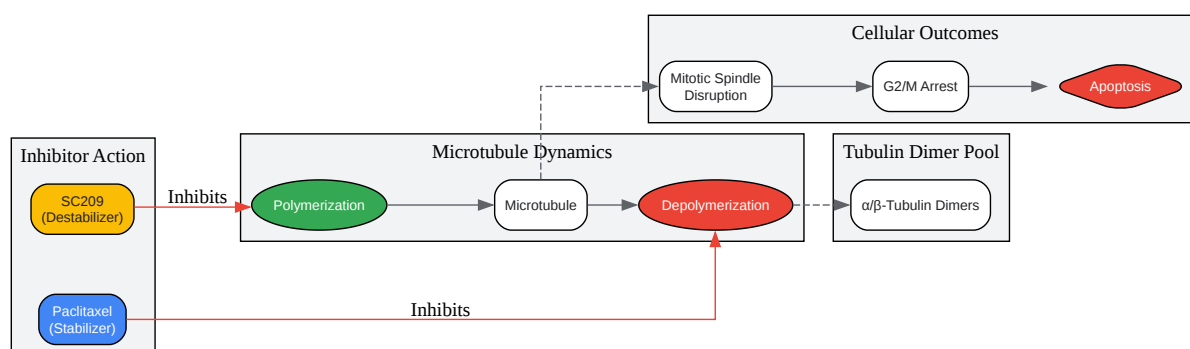 Cellular Outcomes
Mitotic Spindle
Disruption
G2/M Arrest
Apoptosis
Inhibitor Action
Microtubule Dynamics
Tubulin Dimer Pool
SC209
(Destabilizer)
Inhibits
Polymerization
Microtubule
Depolymerization
α/β-Tubulin Dimers
Paclitaxel
(Stabilizer)
Inhibits